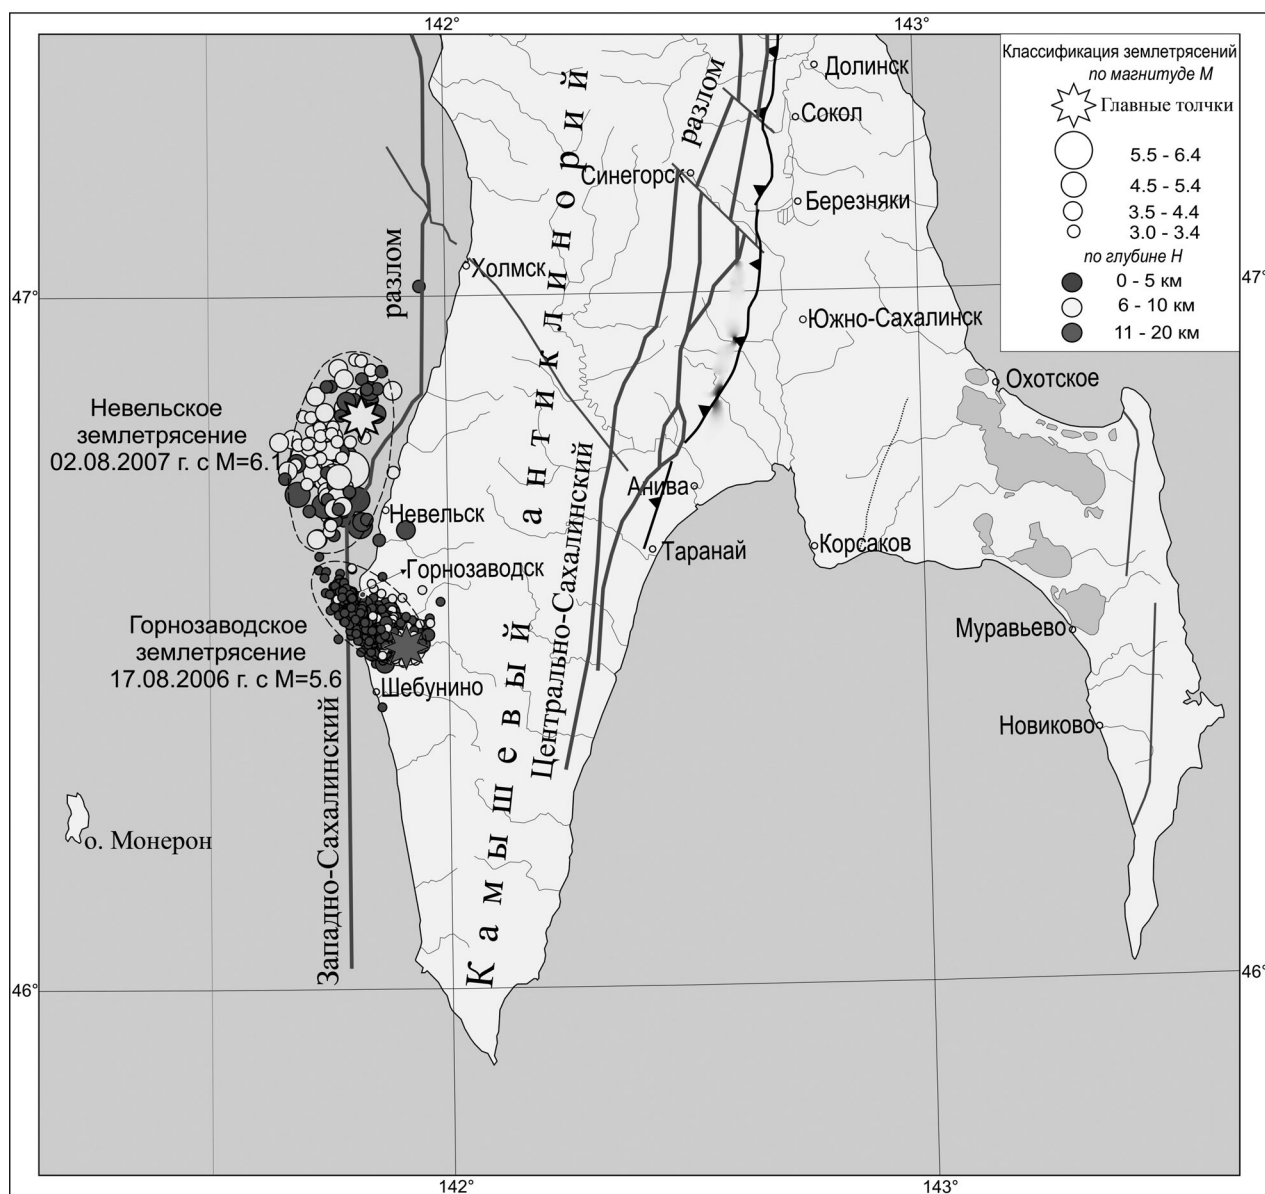 142°
143°
Классификация землетрясений
по магнитуде М
Главные толчки
5.5 - 6.4
4.5 - 5.4
3.5 - 4.4
3.0 - 3.4
по глубине Н
0 - 5 км
6 - 10 км
11 - 20 км
Долинск
Сокол
разлом
Синегорск
Березняки
разлом
Холмск
47°
47°
Южно-Сахалинск
Охотское
Невельское
землетрясение
02.08.2007 г. с М=6.1
Анива
Невельск
Таранай
Корсаков
Горнозаводск
Горнозаводское
землетрясение
17.08.2006 г. с М=5.6
Муравьево
Шебунино
Новиково
Камышевый антиклинорий
Центрально-Сахалинский
Западно-Сахалинский
о. Монерон
46°
46°
142°
143°